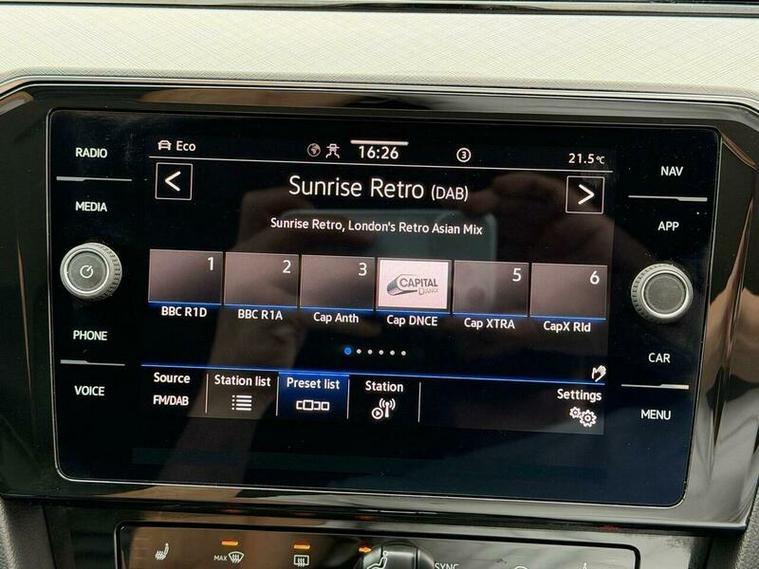 RADIO
MEDIA
PHONE
VOICE
Eco
16:26
3
21.5°C
< Sunrise Retro (DAB) >
Sunrise Retro, London's Retro Asian Mix
1 2 3 CAPITAL DANCE 5 6
BBC R1D BBC R1A Cap Anth Cap DNCE Cap XTRA CapX Rld
Source Station list Preset list Station Settings
FM/DAB
NAV
APP
CAR
MENU
MAX SYNC